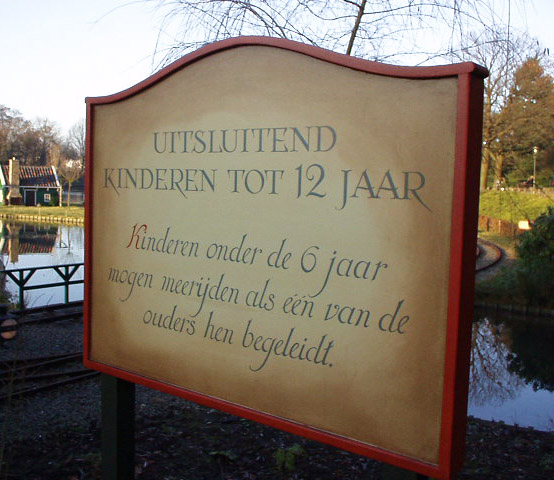 UITSLUITEND
KINDEREN TOT 12 JAAR
Kinderen onder de 6 jaar
mogen meerijden als één van de
ouders hen begeleidt.